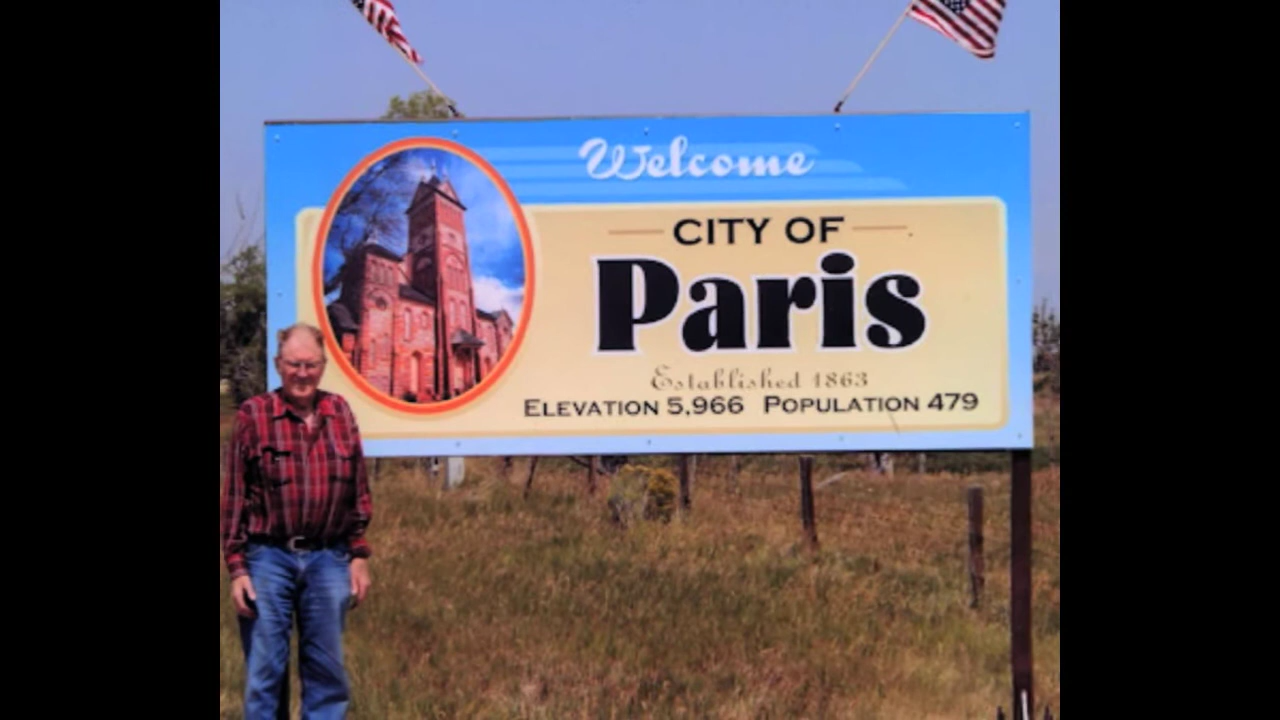 Welcome
CITY OF
Paris
Established 1863
ELEVATION 5,966 POPULATION 479